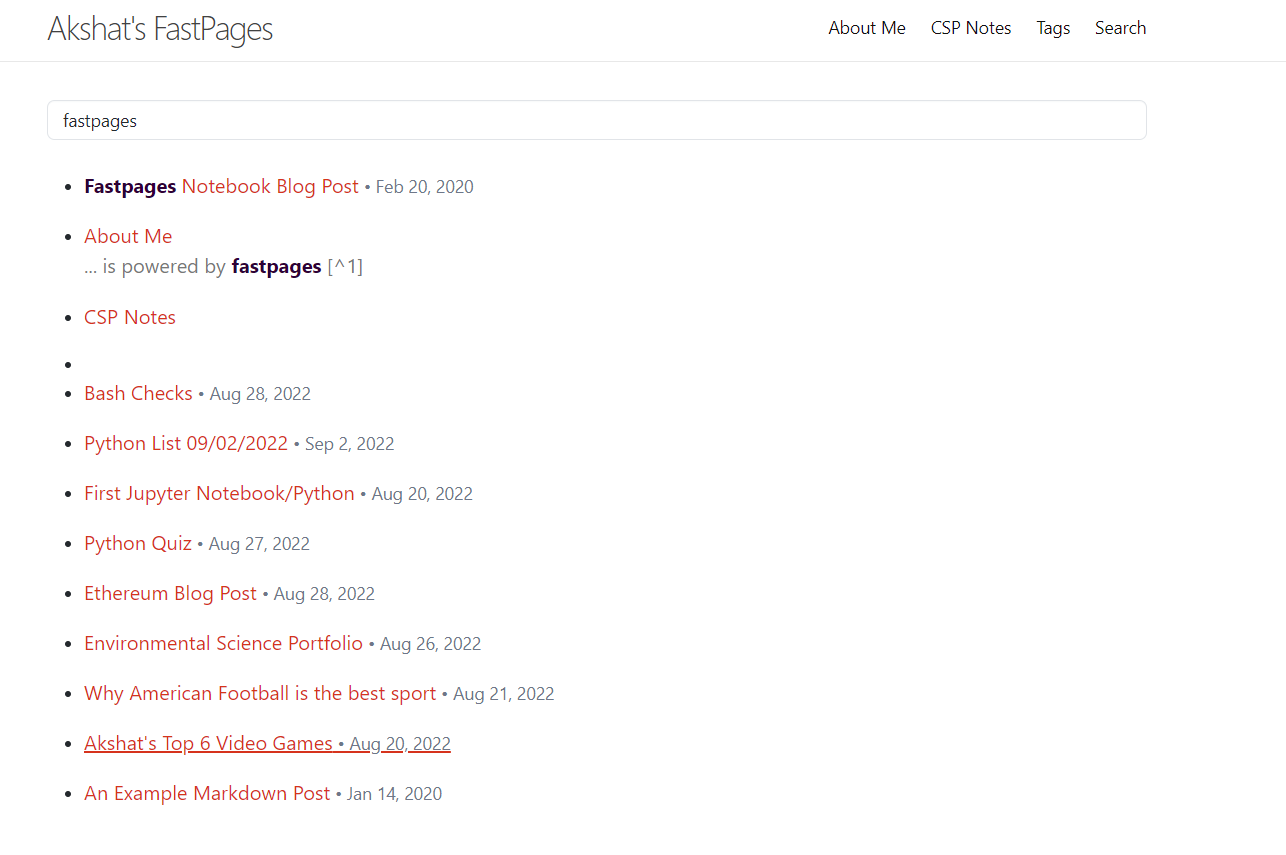 Akshat's FastPages
About Me CSP Notes Tags Search
fastpages
Fastpages Notebook Blog Post • Feb 20, 2020
About Me
... is powered by fastpages [^1]
CSP Notes
Bash Checks • Aug 28, 2022
Python List 09/02/2022 • Sep 2, 2022
First Jupyter Notebook/Python • Aug 20, 2022
Python Quiz • Aug 27, 2022
Ethereum Blog Post • Aug 28, 2022
Environmental Science Portfolio • Aug 26, 2022
Why American Football is the best sport • Aug 21, 2022
Akshat's Top 6 Video Games • Aug 20, 2022
An Example Markdown Post • Jan 14, 2020